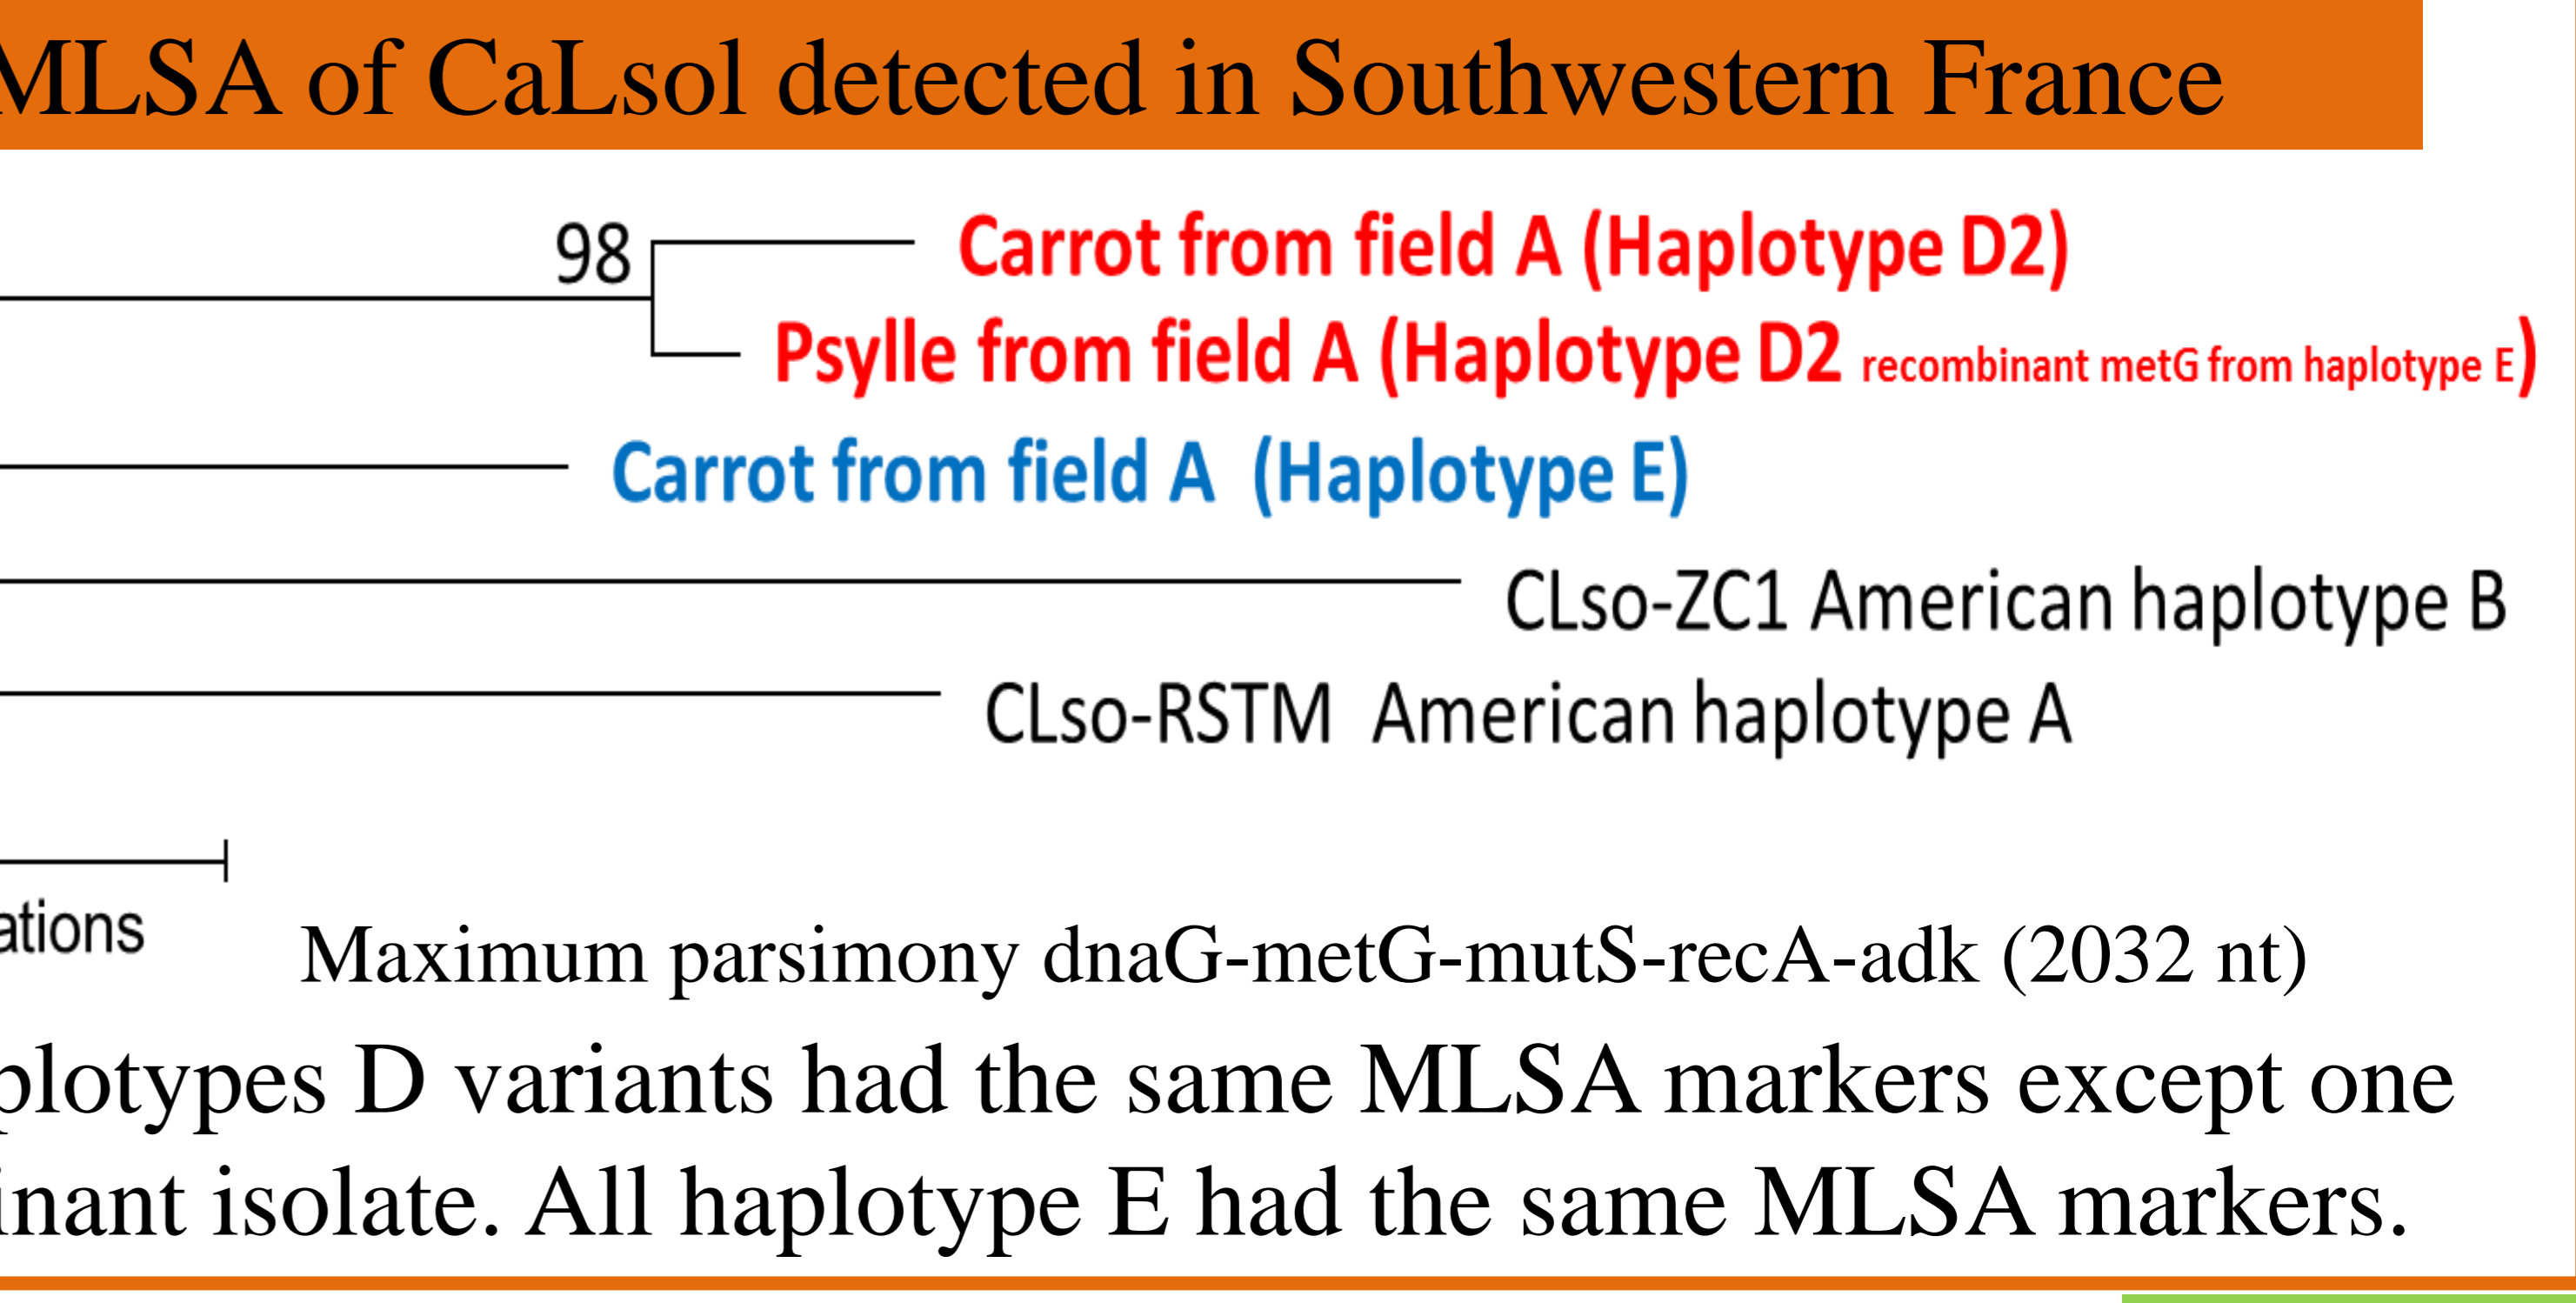 MLSA of CaLsol detected in Southwestern France
98
Carrot from field A (Haplotype D2)
Psylle from field A (Haplotype D2 recombinant metG from haplotype E)
Carrot from field A (Haplotype E)
CLso-ZC1 American haplotype B
CLso-RSTM American haplotype A
ations
Maximum parsimony dnaG-metG-mutS-recA-adk (2032 nt)
plotypes D variants had the same MLSA markers except one
inant isolate. All haplotype E had the same MLSA markers.